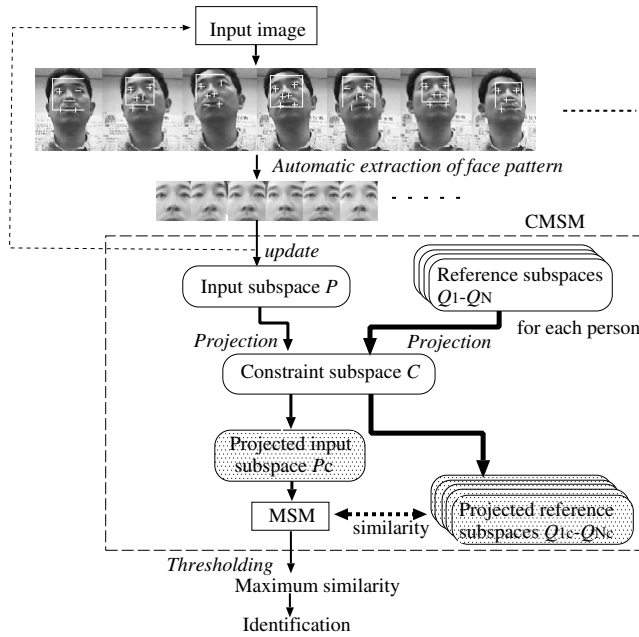 Input image
Automatic extraction of face pattern
CMSM
update
Input subspace P
Reference subspaces
Q1-QN
for each person
Projection
Projection
Constraint subspace C
Projected input
subspace Pc
Projected reference
subspaces Q1c-QNc
MSM
similarity
Thresholding
Maximum similarity
Identification